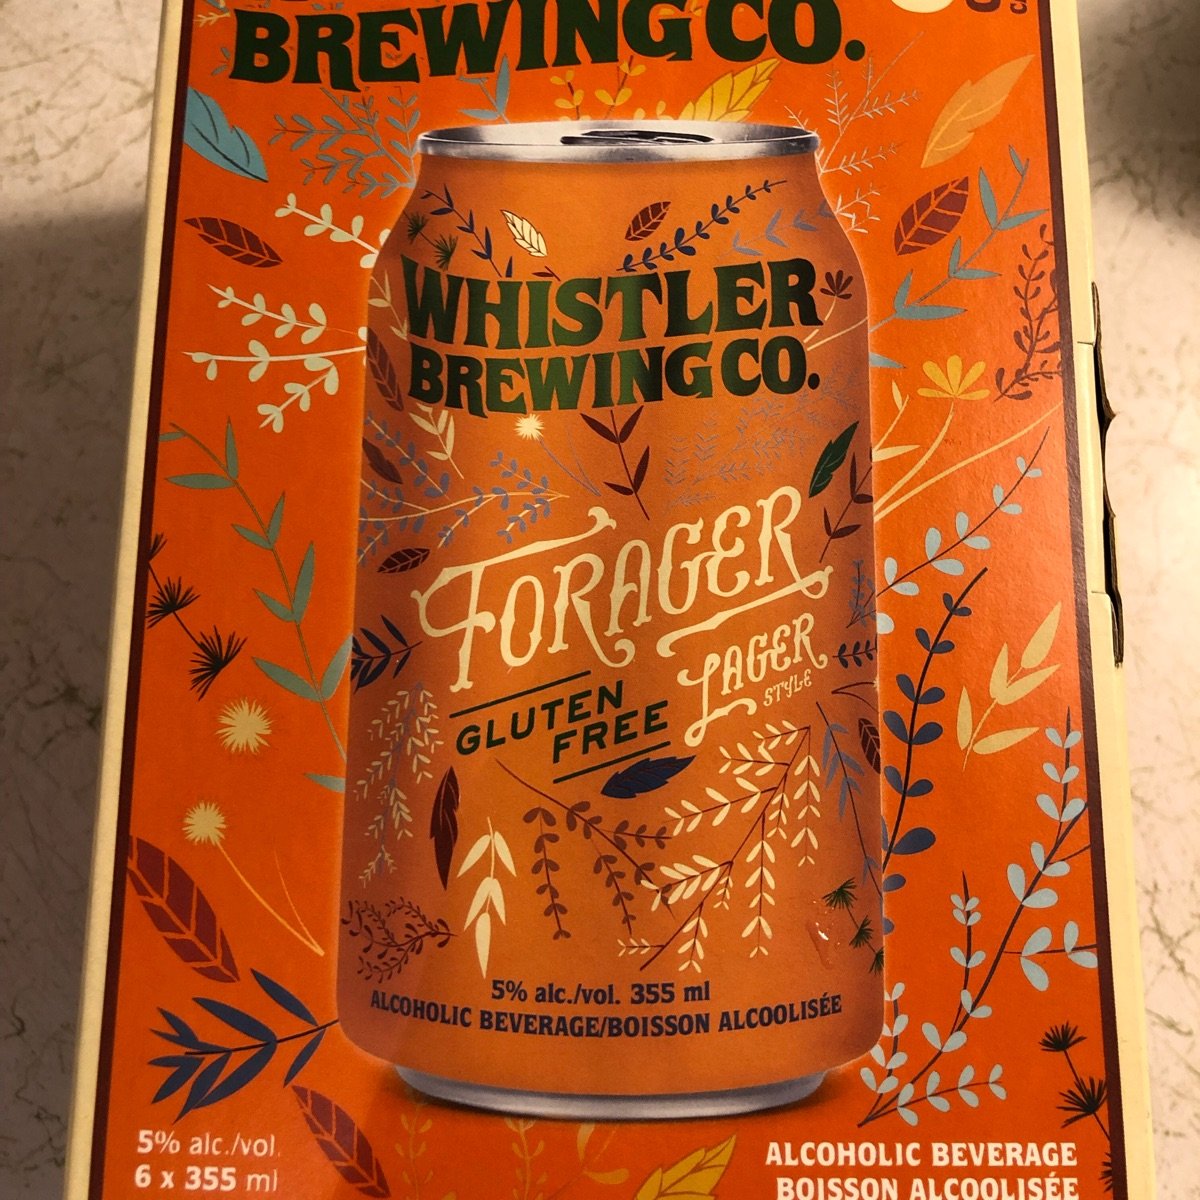 BREWING CO.
WHISTLER
BREWING CO.
FORAGER
LAGER
STYLE
GLUTEN
FREE
5% alc./vol. 355 ml
ALCOHOLIC BEVERAGE/BOISSON ALCOOLISÉE
5% alc./vol.
6 x 355 ml
ALCOHOLIC BEVERAGE
BOISSON ALCOOLISÉE